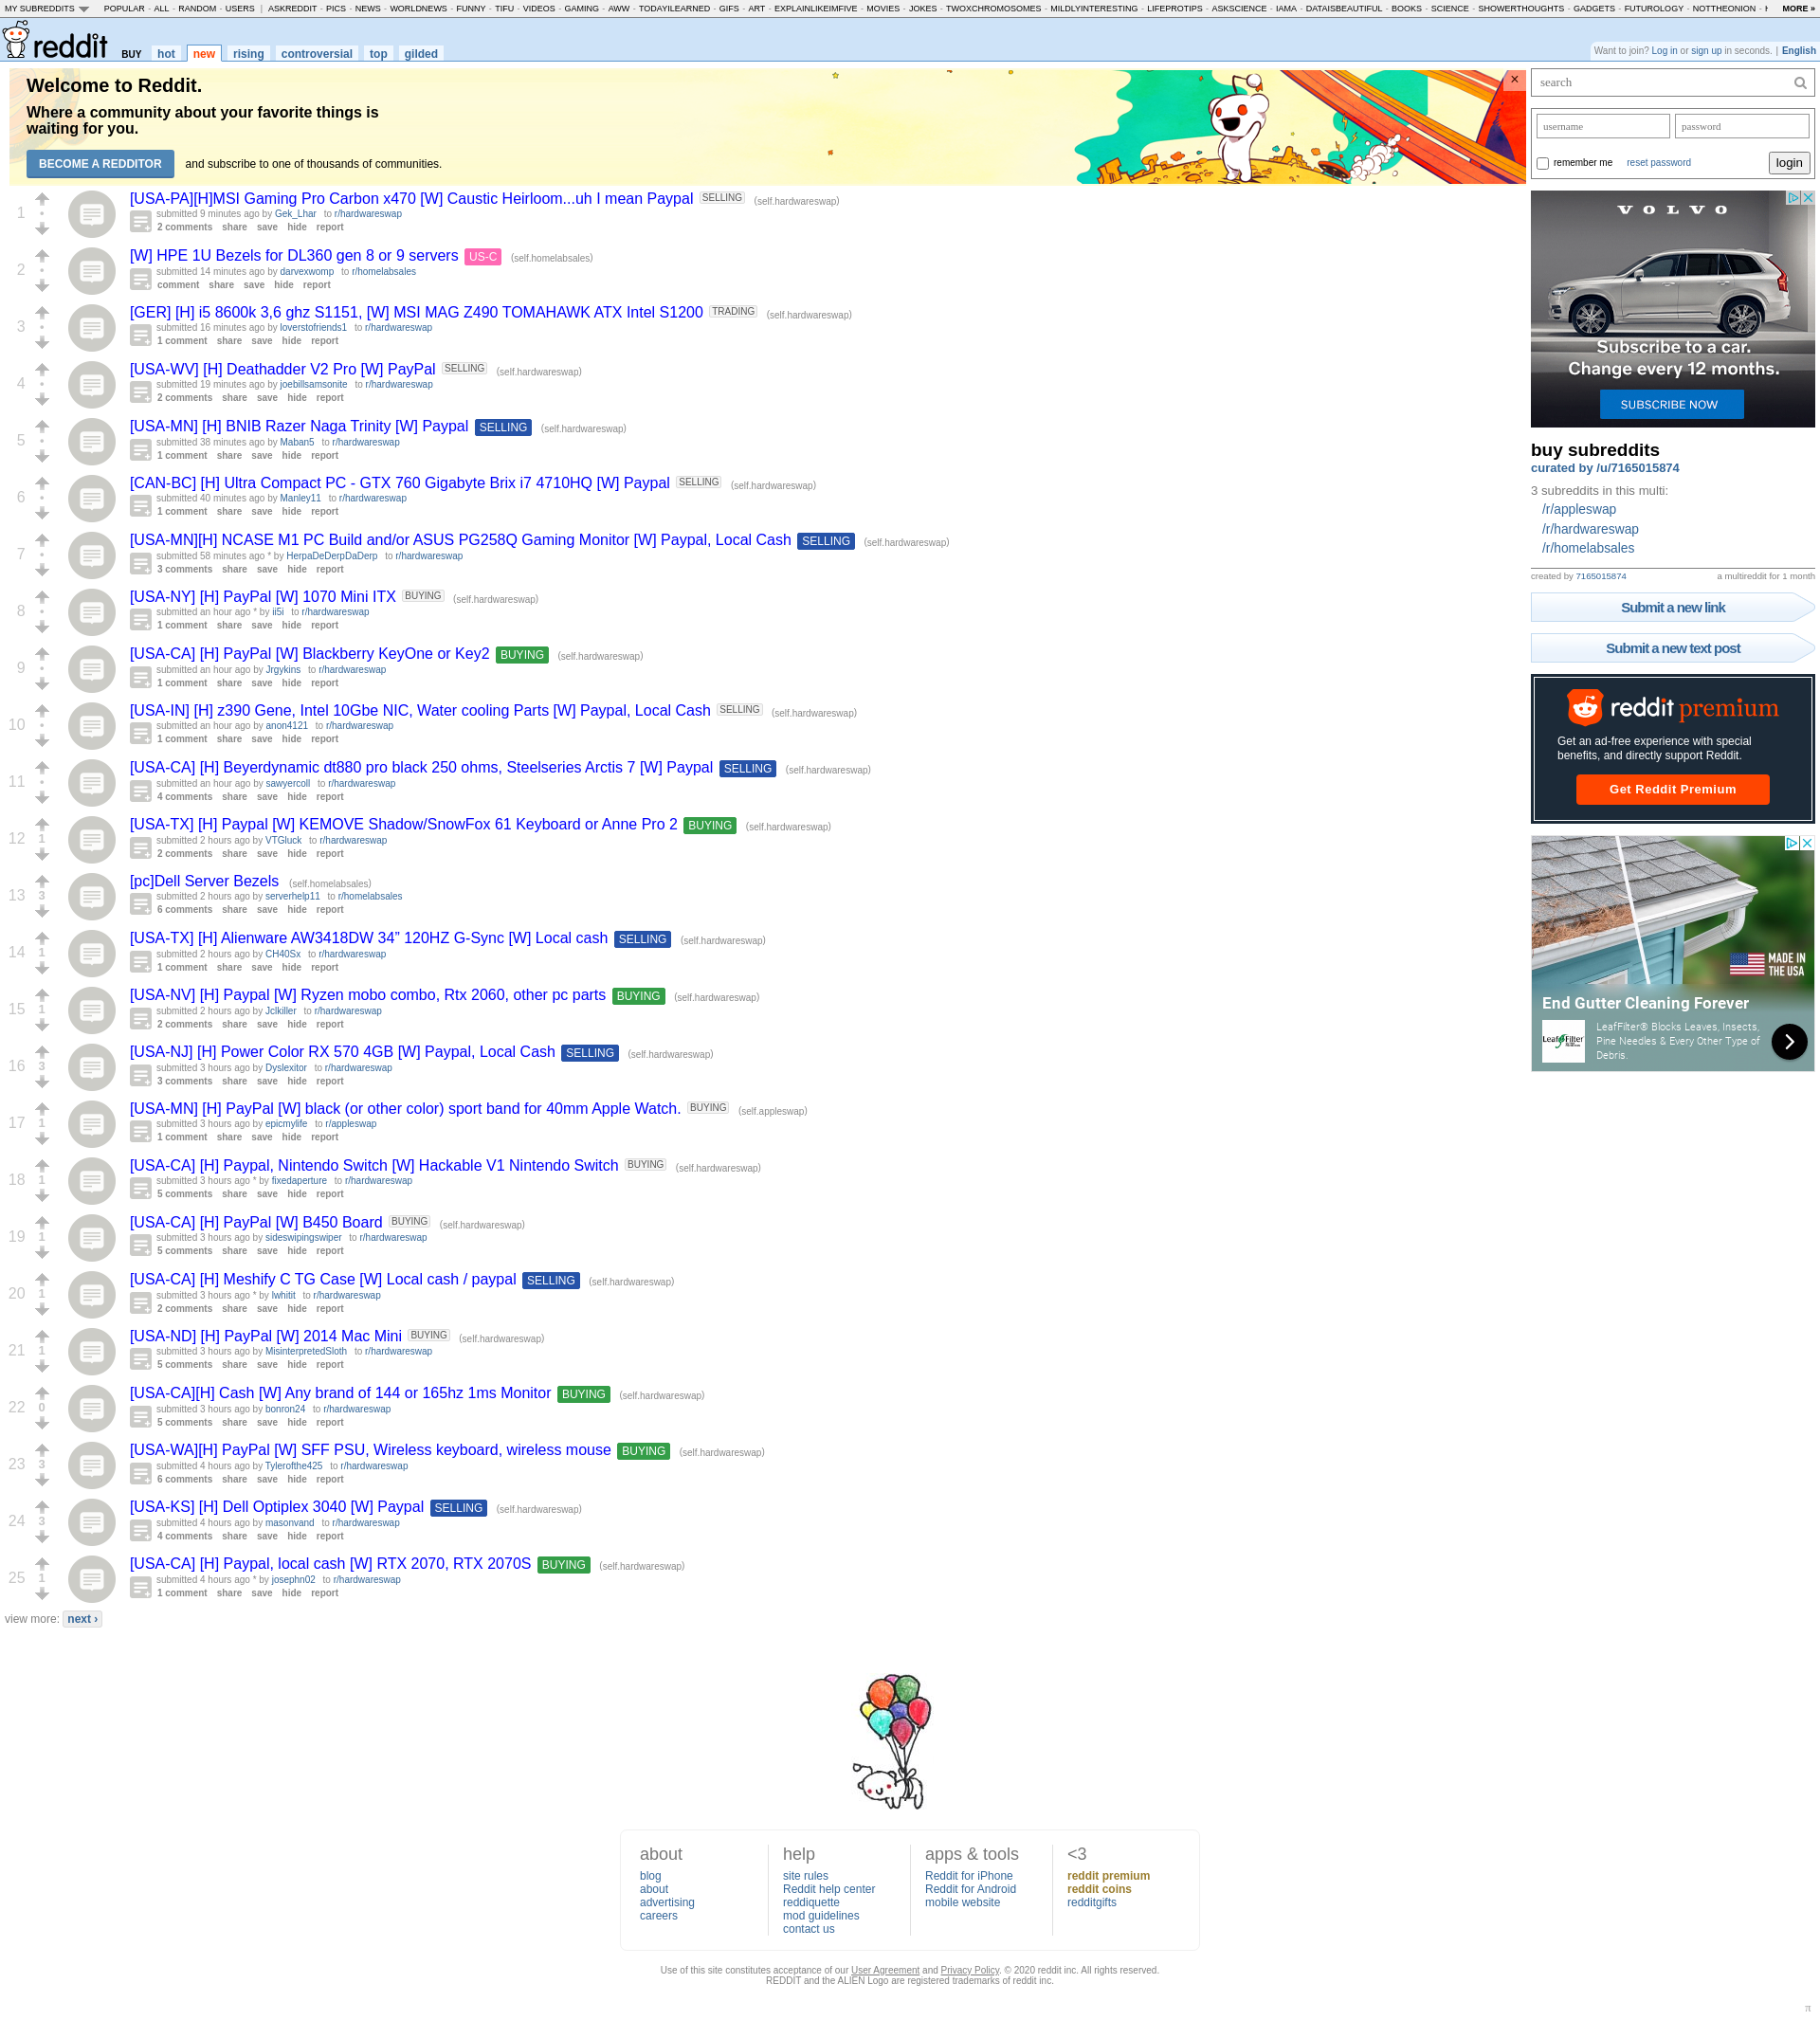 MY SUBREDDITS POPULAR - ALL - RANDOM - USERS | ASKREDDIT - PICS - NEWS - WORLDNEWS - FUNNY - TIFU - VIDEOS - GAMING - AWW - TODAYILEARNED - GIFS - ART - EXPLAINLIKEIMFIVE - MOVIES - JOKES - TWOXCHROMOSOMES - MILDLYINTERESTING - LIFEPROTIPS - ASKSCIENCE - IAMA - DATAISBEAUTIFUL - BOOKS - SCIENCE - SHOWERTHOUGHTS - GADGETS - FUTUROLOGY - NOTTHEONION - MORE »
reddit BUY hot new rising controversial top gilded
Want to join? Log in or sign up in seconds. | English
Welcome to Reddit.
Where a community about your favorite things is
waiting for you.
BECOME A REDDITOR and subscribe to one of thousands of communities.
1 [USA-PA][H]MSI Gaming Pro Carbon x470 [W] Caustic Heirloom...uh I mean Paypal SELLING (self.hardwareswap)
submitted 9 minutes ago by Gek_Lhar to r/hardwareswap
2 comments share save hide report
2 [W] HPE 1U Bezels for DL360 gen 8 or 9 servers US-C (self.homelabsales)
submitted 14 minutes ago by darvexwomp to r/homelabsales
comment share save hide report
3 [GER] [H] i5 8600k 3,6 ghz S1151, [W] MSI MAG Z490 TOMAHAWK ATX Intel S1200 TRADING (self.hardwareswap)
submitted 16 minutes ago by loverstofriends1 to r/hardwareswap
1 comment share save hide report
4 [USA-WV] [H] Deathadder V2 Pro [W] PayPal SELLING (self.hardwareswap)
submitted 19 minutes ago by joebillsamsonite to r/hardwareswap
2 comments share save hide report
5 [USA-MN] [H] BNIB Razer Naga Trinity [W] Paypal SELLING (self.hardwareswap)
submitted 38 minutes ago by Maban5 to r/hardwareswap
1 comment share save hide report
6 [CAN-BC] [H] Ultra Compact PC - GTX 760 Gigabyte Brix i7 4710HQ [W] Paypal SELLING (self.hardwareswap)
submitted 40 minutes ago by Manley11 to r/hardwareswap
1 comment share save hide report
7 [USA-MN][H] NCASE M1 PC Build and/or ASUS PG258Q Gaming Monitor [W] Paypal, Local Cash SELLING (self.hardwareswap)
submitted 58 minutes ago * by HerpaDeDerpDaDerp to r/hardwareswap
3 comments share save hide report
8 [USA-NY] [H] PayPal [W] 1070 Mini ITX BUYING (self.hardwareswap)
submitted an hour ago * by ii5i to r/hardwareswap
1 comment share save hide report
9 [USA-CA] [H] PayPal [W] Blackberry KeyOne or Key2 BUYING (self.hardwareswap)
submitted an hour ago by Jrgykins to r/hardwareswap
1 comment share save hide report
10 [USA-IN] [H] z390 Gene, Intel 10Gbe NIC, Water cooling Parts [W] Paypal, Local Cash SELLING (self.hardwareswap)
submitted an hour ago by anon4121 to r/hardwareswap
1 comment share save hide report
11 [USA-CA] [H] Beyerdynamic dt880 pro black 250 ohms, Steelseries Arctis 7 [W] Paypal SELLING (self.hardwareswap)
submitted an hour ago by sawyercoll to r/hardwareswap
4 comments share save hide report
12 1 [USA-TX] [H] Paypal [W] KEMOVE Shadow/SnowFox 61 Keyboard or Anne Pro 2 BUYING (self.hardwareswap)
submitted 2 hours ago by VTGluck to r/hardwareswap
2 comments share save hide report
13 3 [pc]Dell Server Bezels (self.homelabsales)
submitted 2 hours ago by serverhelp11 to r/homelabsales
6 comments share save hide report
14 1 [USA-TX] [H] Alienware AW3418DW 34” 120HZ G-Sync [W] Local cash SELLING (self.hardwareswap)
submitted 2 hours ago by CH40Sx to r/hardwareswap
1 comment share save hide report
15 1 [USA-NV] [H] Paypal [W] Ryzen mobo combo, Rtx 2060, other pc parts BUYING (self.hardwareswap)
submitted 2 hours ago by Jclkiller to r/hardwareswap
2 comments share save hide report
16 3 [USA-NJ] [H] Power Color RX 570 4GB [W] Paypal, Local Cash SELLING (self.hardwareswap)
submitted 3 hours ago by Dyslexitor to r/hardwareswap
3 comments share save hide report
17 1 [USA-MN] [H] PayPal [W] black (or other color) sport band for 40mm Apple Watch. BUYING (self.appleswap)
submitted 3 hours ago by epicmylife to r/appleswap
1 comment share save hide report
18 1 [USA-CA] [H] Paypal, Nintendo Switch [W] Hackable V1 Nintendo Switch BUYING (self.hardwareswap)
submitted 3 hours ago * by fixedaperture to r/hardwareswap
5 comments share save hide report
19 1 [USA-CA] [H] PayPal [W] B450 Board BUYING (self.hardwareswap)
submitted 3 hours ago by sideswipingswiper to r/hardwareswap
5 comments share save hide report
20 1 [USA-CA] [H] Meshify C TG Case [W] Local cash / paypal SELLING (self.hardwareswap)
submitted 3 hours ago * by lwhitit to r/hardwareswap
2 comments share save hide report
21 1 [USA-ND] [H] PayPal [W] 2014 Mac Mini BUYING (self.hardwareswap)
submitted 3 hours ago by MisinterpretedSloth to r/hardwareswap
5 comments share save hide report
22 0 [USA-CA][H] Cash [W] Any brand of 144 or 165hz 1ms Monitor BUYING (self.hardwareswap)
submitted 3 hours ago by bonron24 to r/hardwareswap
5 comments share save hide report
23 3 [USA-WA][H] PayPal [W] SFF PSU, Wireless keyboard, wireless mouse BUYING (self.hardwareswap)
submitted 4 hours ago by Tylerofthe425 to r/hardwareswap
6 comments share save hide report
24 3 [USA-KS] [H] Dell Optiplex 3040 [W] Paypal SELLING (self.hardwareswap)
submitted 4 hours ago by masonvand to r/hardwareswap
4 comments share save hide report
25 1 [USA-CA] [H] Paypal, local cash [W] RTX 2070, RTX 2070S BUYING (self.hardwareswap)
submitted 4 hours ago * by josephn02 to r/hardwareswap
1 comment share save hide report
view more: next ›
search
username password
remember me reset password login
VOLVO
Subscribe to a car.
Change every 12 months.
SUBSCRIBE NOW
buy subreddits
curated by /u/7165015874
3 subreddits in this multi:
/r/appleswap
/r/hardwareswap
/r/homelabsales
created by 7165015874 a multireddit for 1 month
Submit a new link
Submit a new text post
reddit premium
Get an ad-free experience with special
benefits, and directly support Reddit.
Get Reddit Premium
MADE IN
THE USA
End Gutter Cleaning Forever
LeafFilter
LeafFilter® Blocks Leaves, Insects,
Pine Needles & Every Other Type of
Debris.
about
blog
about
advertising
careers
help
site rules
Reddit help center
reddiquette
mod guidelines
contact us
apps & tools
Reddit for iPhone
Reddit for Android
mobile website
<3
reddit premium
reddit coins
redditgifts
Use of this site constitutes acceptance of our User Agreement and Privacy Policy. © 2020 reddit inc. All rights reserved.
REDDIT and the ALIEN Logo are registered trademarks of reddit inc.
π